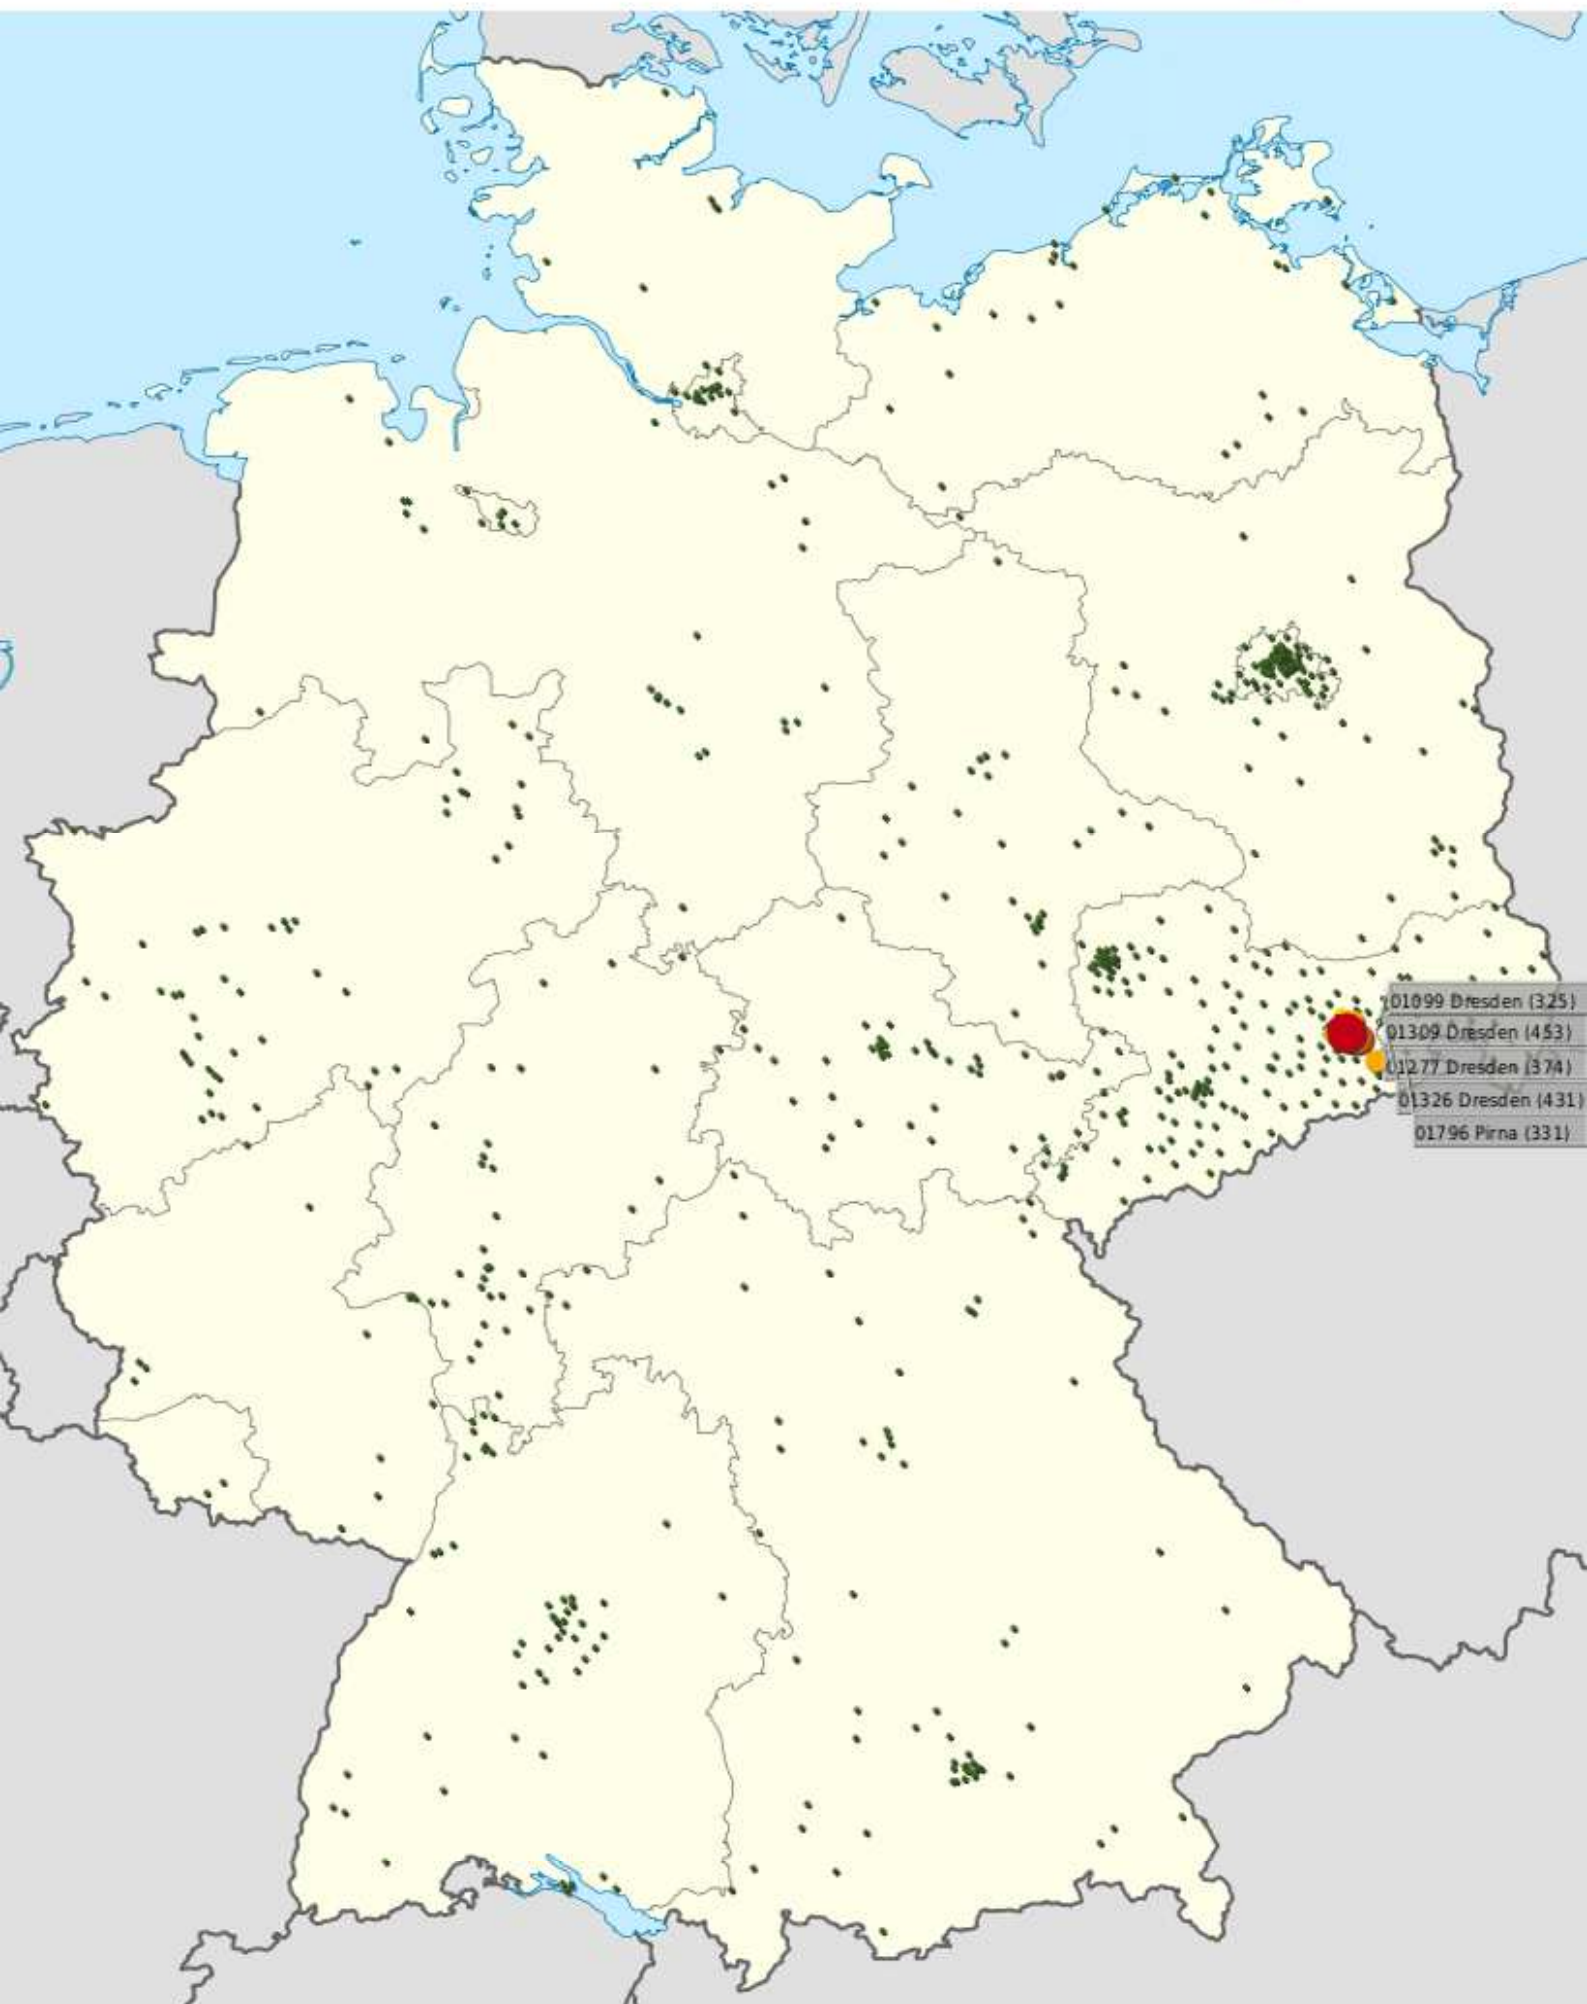 01099 Dresden (325)
01309 Dresden (453)
01277 Dresden (374)
01326 Dresden (431)
01796 Pirna (331)